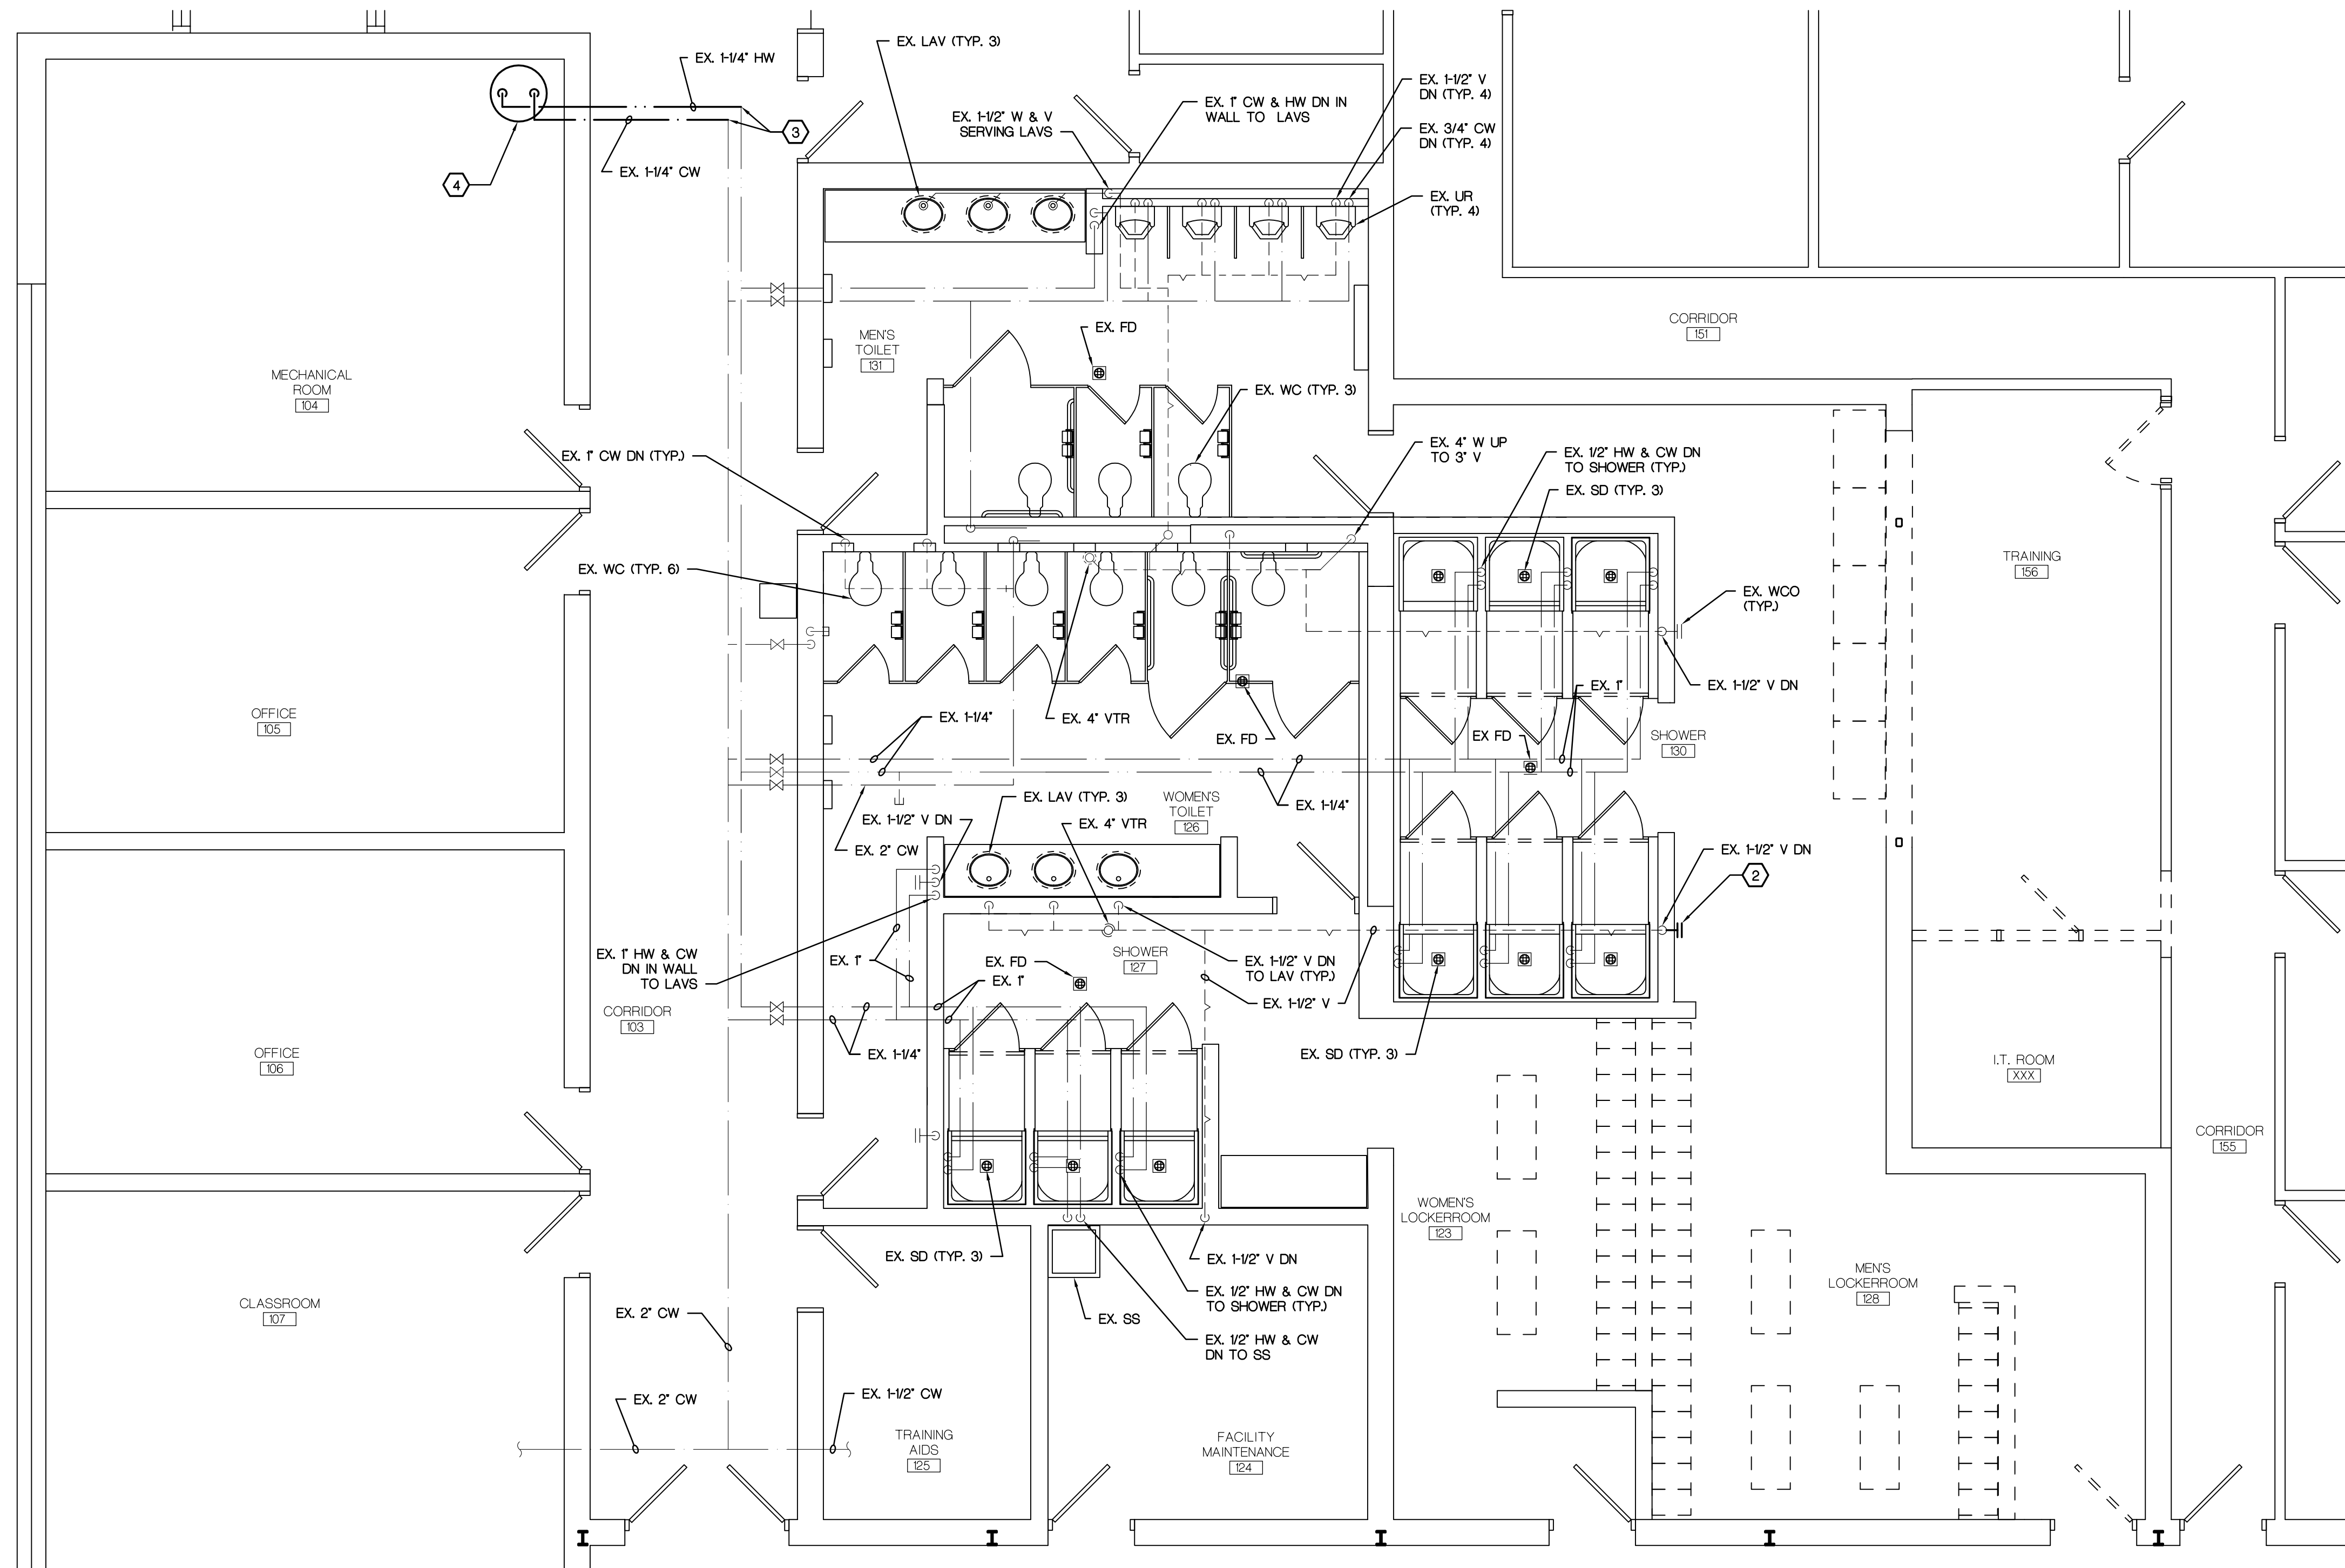 EX. LAV (TYP. 3)
EX. 1-1/4" HW
EX. 1-1/2" V
DN (TYP. 4)
EX. 1" CW & HW DN IN
WALL TO LAVS
EX. 1-1/2" W & V
SERVING LAVS
3
EX. 3/4" CW
DN (TYP. 4)
EX. 1-1/4" CW
4
EX. UR
(TYP. 4)
CORRIDOR
151
EX. FD
MEN'S
TOILET
131
MECHANICAL
ROOM
104
EX. WC (TYP. 3)
EX. 1" CW DN (TYP.)
EX. 4" W UP
TO 3" V
EX. 1/2" HW & CW DN
TO SHOWER (TYP.)
EX. SD (TYP. 3)
TRAINING
156
EX. WC (TYP. 6)
EX. WCO
(TYP.)
EX. 1"
EX. 1-1/2" V DN
OFFICE
105
EX. 1-1/4"
EX. 4" VTR
EX. FD
EX FD
SHOWER
130
EX. LAV (TYP. 3)
WOMEN'S
TOILET
126
EX. 1-1/4"
EX. 1-1/2" V DN
EX. 4" VTR
EX. 2" CW
EX. 1-1/2" V DN
2
EX. 1" HW & CW
DN IN WALL
TO LAVS
EX. 1"
EX. FD
EX. 1"
SHOWER
127
EX. 1-1/2" V DN
TO LAV (TYP.)
EX. 1-1/2" V
CORRIDOR
103
OFFICE
106
EX. 1-1/4"
EX. SD (TYP. 3)
I.T. ROOM
XXX
CORRIDOR
155
WOMEN'S
LOCKERROOM
123
EX. SD (TYP. 3)
EX. 1-1/2" V DN
MEN'S
LOCKERROOM
128
EX. 1/2" HW & CW DN
TO SHOWER (TYP.)
CLASSROOM
107
EX. 2" CW
EX. SS
EX. 1/2" HW & CW
DN TO SS
EX. 2" CW
EX. 1-1/2" CW
TRAINING
AIDS
125
FACILITY
MAINTENANCE
124